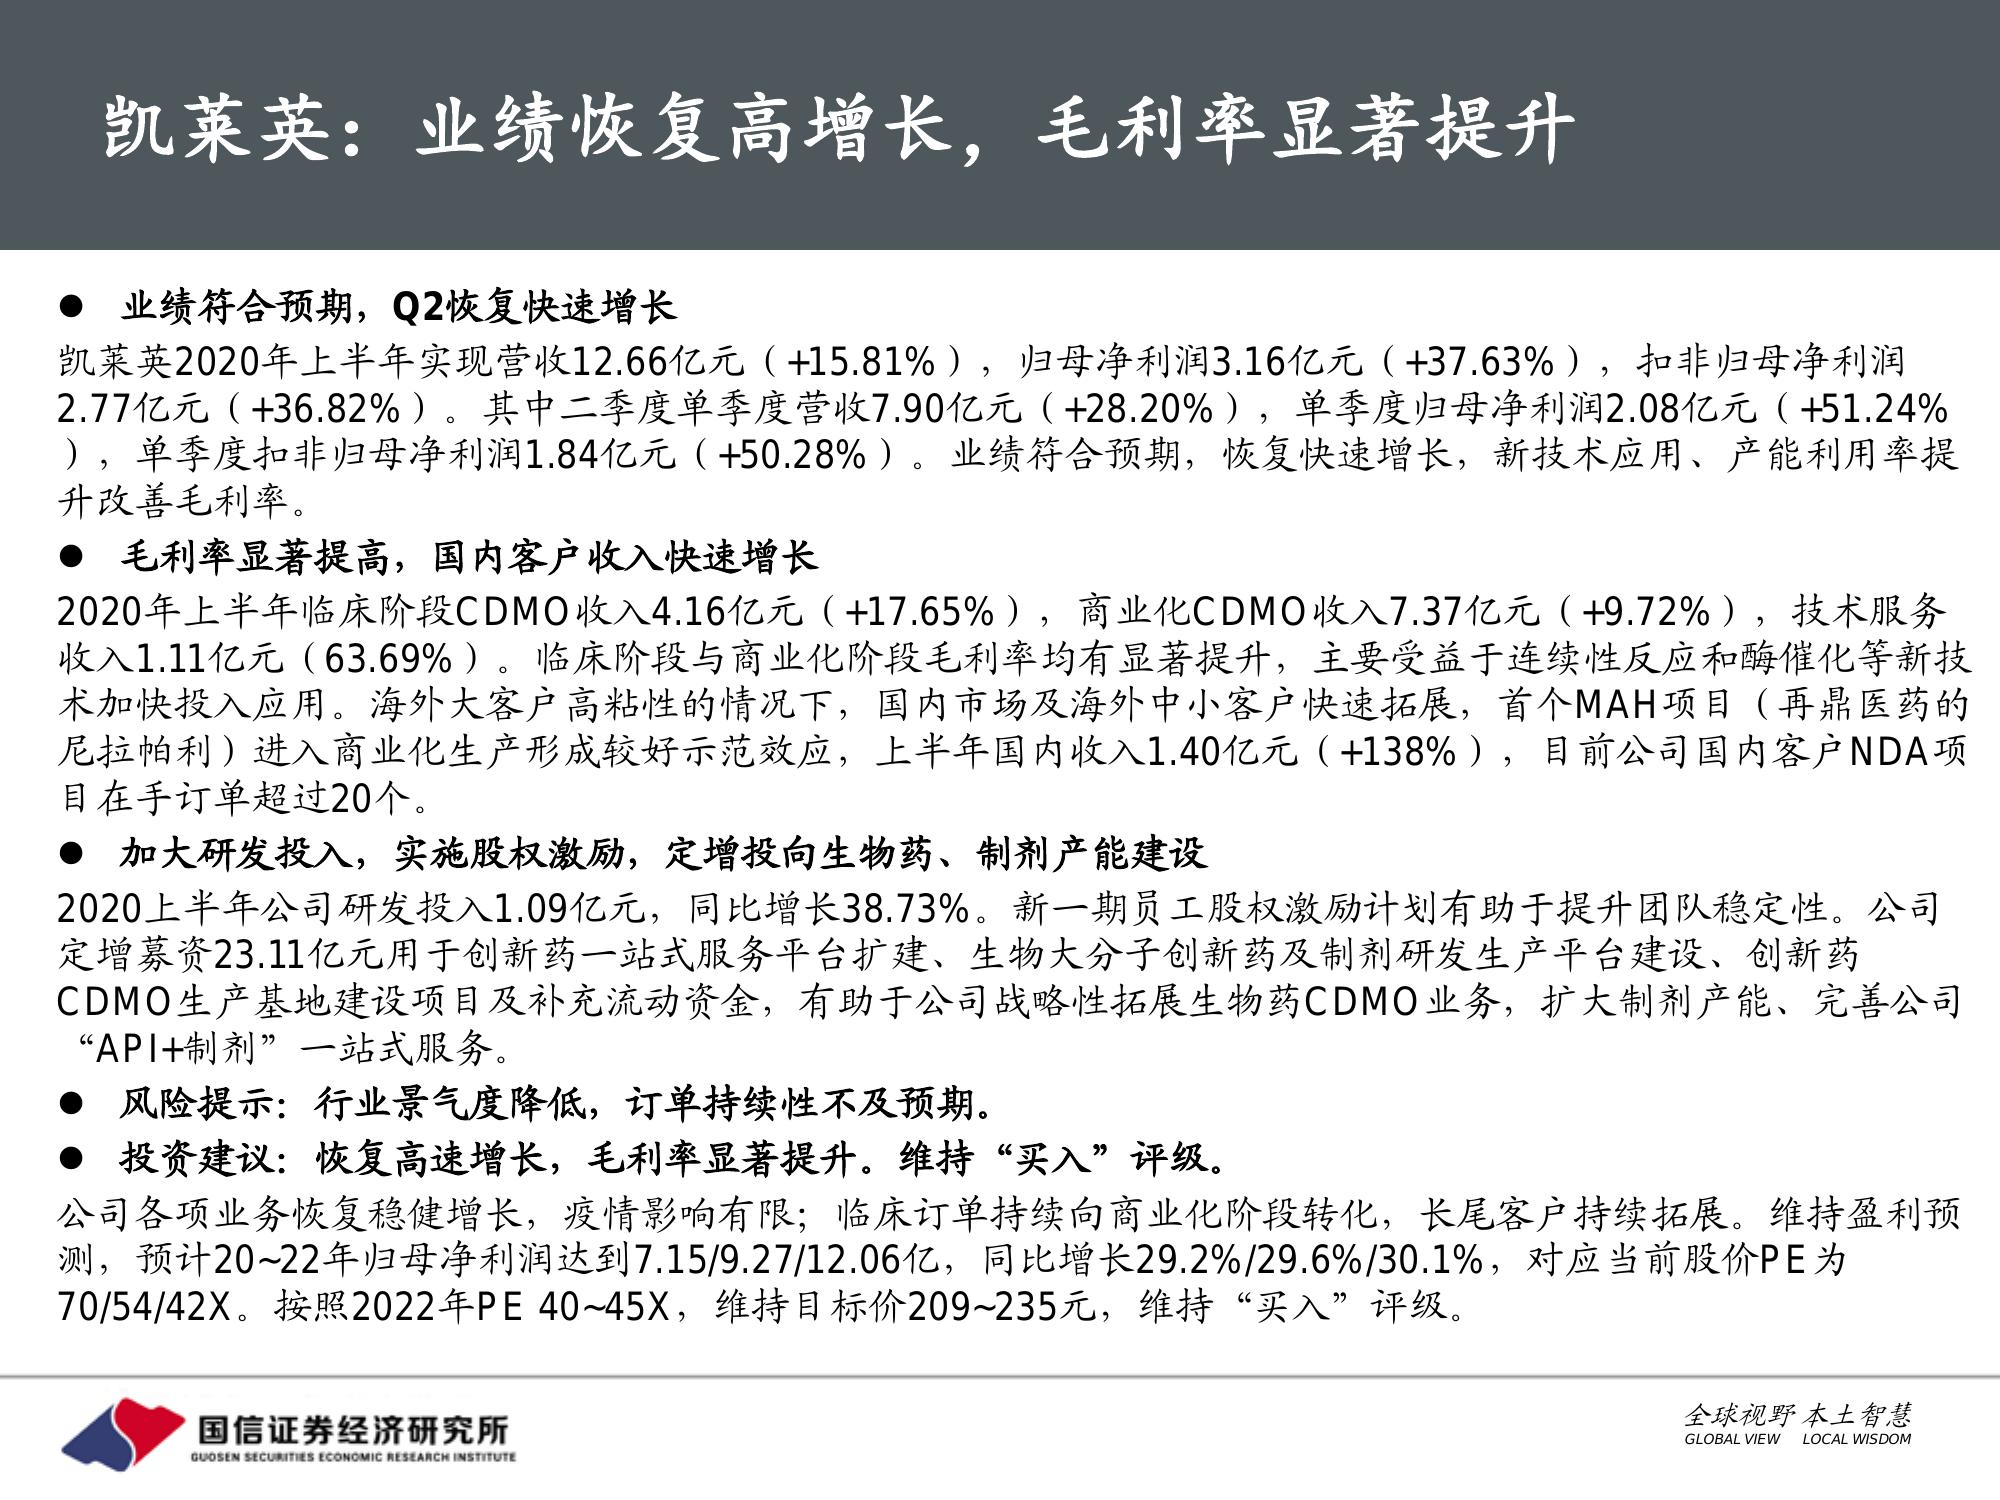 凯莱英：业绩恢复高增长，毛利率显著提升
● 业绩符合预期，Q2恢复快速增长
凯莱英2020年上半年实现营收12.66亿元（+15.81%），归母净利润3.16亿元（+37.63%），扣非归母净利润
2.77亿元（+36.82%）。其中二季度单季度营收7.90亿元（+28.20%），单季度归母净利润2.08亿元（+51.24%
），单季度扣非归母净利润1.84亿元（+50.28%）。业绩符合预期，恢复快速增长，新技术应用、产能利用率提
升改善毛利率。
● 毛利率显著提高，国内客户收入快速增长
2020年上半年临床阶段CDMO收入4.16亿元（+17.65%），商业化CDMO收入7.37亿元（+9.72%），技术服务
收入1.11亿元（63.69%）。临床阶段与商业化阶段毛利率均有显著提升，主要受益于连续性反应和酶催化等新技
术加快投入应用。海外大客户高粘性的情况下，国内市场及海外中小客户快速拓展，首个MAH项目（再鼎医药的
尼拉帕利）进入商业化生产形成较好示范效应，上半年国内收入1.40亿元（+138%），目前公司国内客户NDA项
目在手订单超过20个。
● 加大研发投入，实施股权激励，定增投向生物药、制剂产能建设
2020上半年公司研发投入1.09亿元，同比增长38.73%。新一期员工股权激励计划有助于提升团队稳定性。公司
定增募资23.11亿元用于创新药一站式服务平台扩建、生物大分子创新药及制剂研发生产平台建设、创新药
CDMO生产基地建设项目及补充流动资金，有助于公司战略性拓展生物药CDMO业务，扩大制剂产能、完善公司
“API+制剂”一站式服务。
● 风险提示：行业景气度降低，订单持续性不及预期。
● 投资建议：恢复高速增长，毛利率显著提升。维持“买入”评级。
公司各项业务恢复稳健增长，疫情影响有限；临床订单持续向商业化阶段转化，长尾客户持续拓展。维持盈利预
测，预计20~22年归母净利润达到7.15/9.27/12.06亿，同比增长29.2%/29.6%/30.1%，对应当前股价PE为
70/54/42X。按照2022年PE 40~45X，维持目标价209~235元，维持“买入”评级。
国信证券经济研究所
GUOSEN SECURITIES ECONOMIC RESEARCH INSTITUTE
全球视野 本土智慧
GLOBAL VIEW LOCAL WISDOM